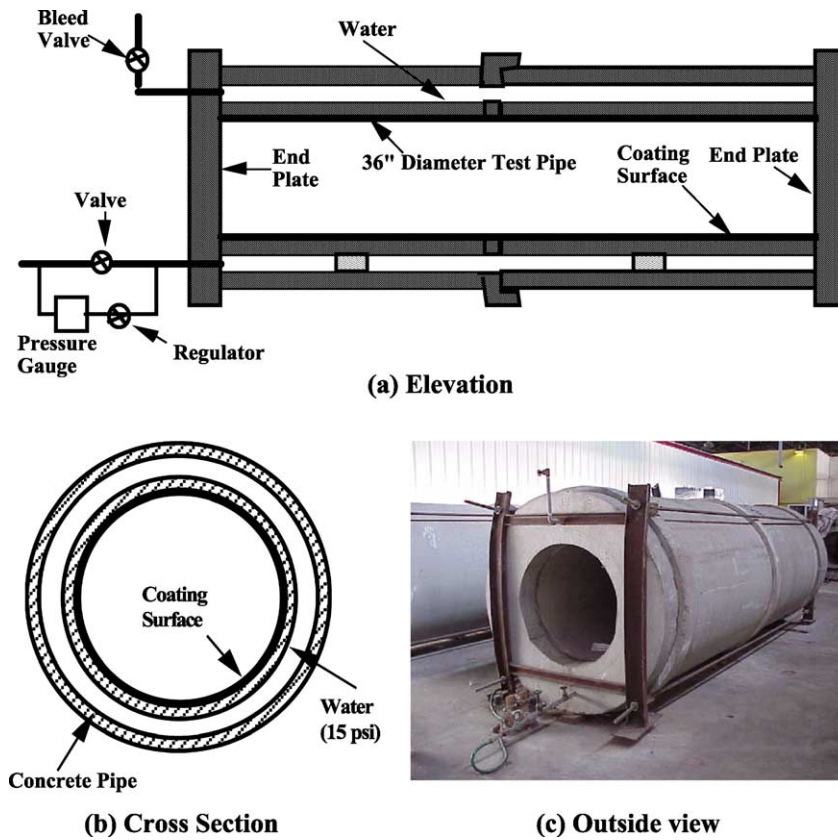 Bleed
Valve
Water
End
Plate
36" Diameter Test Pipe
Coating
Surface
End Plate
Valve
Pressure
Gauge
Regulator
(a) Elevation
Coating
Surface
Water
(15 psi)
Concrete Pipe
(b) Cross Section
(c) Outside view